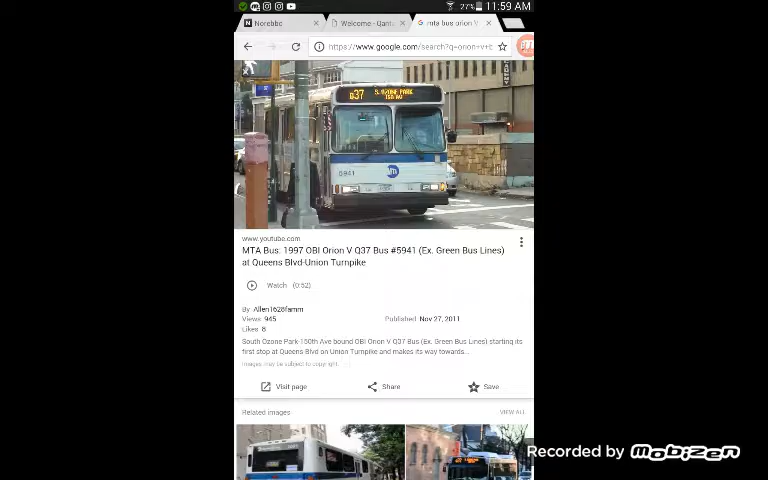 27% 11:59 AM
Norebbo
Welcome - Qant
mta bus orion V
https://www.google.com/search?q=orion+v+b
Q37 S. OZONE PARK
150 AV
5941
www.youtube.com
MTA Bus: 1997 OBI Orion V Q37 Bus #5941 (Ex. Green Bus Lines)
at Queens Blvd-Union Turnpike
Watch (0:52)
By: Allen1628famm
Views: 945
Published: Nov 27, 2011
Likes: 8
South Ozone Park-150th Ave bound OBI Orion V Q37 Bus (Ex. Green Bus Lines) starting its
first stop at Queens Blvd on Union Turnpike and makes its way towards...
Images may be subject to copyright.
Visit page
Share
Save
Related images
VIEW ALL
Recorded by mobizen